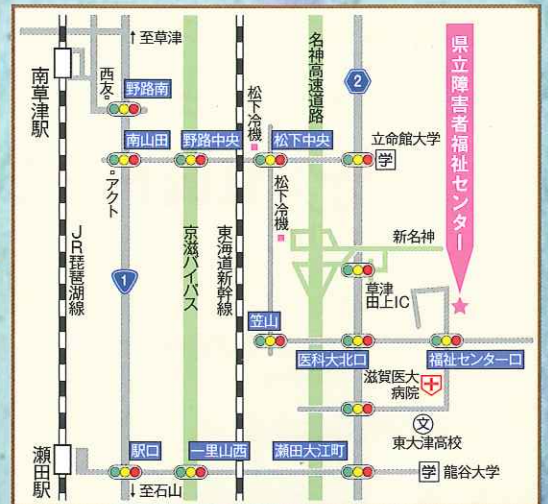 ↑至草津
南草津駅
西友
野路南
松下冷機
名神高速道路
2
県立障害者福祉センター
南山田
野路中央
松下中央
立命館大学
学
アクト
松下冷機
新名神
JR琵琶湖線
1
京滋バイパス
東海道新幹線
草津
田上IC
笠山
医科大北口
福祉センター口
滋賀医大
病院
文
東大津高校
瀬田駅
駅口
一里山西
瀬田大江町
学
龍谷大学
↓至石山